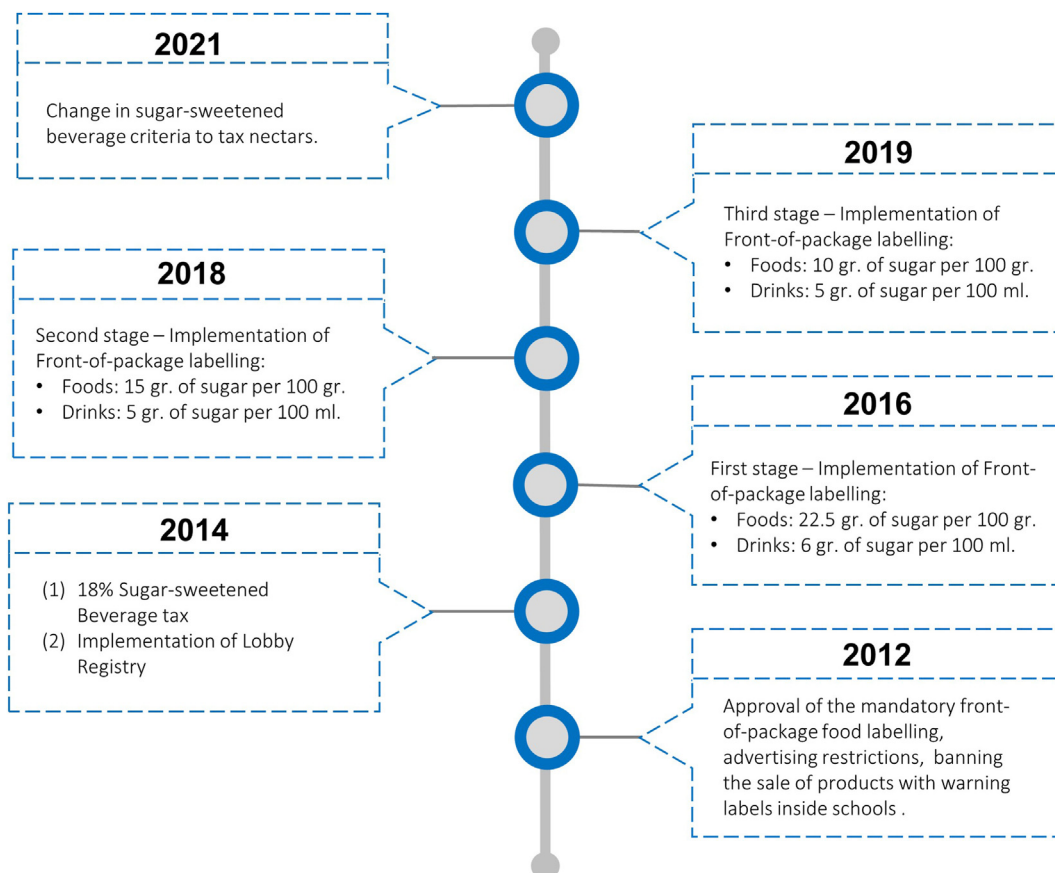 2021
Change in sugar-sweetened
beverage criteria to tax nectars.
2019
Third stage – Implementation of
Front-of-package labelling:
• Foods: 10 gr. of sugar per 100 gr.
• Drinks: 5 gr. of sugar per 100 ml.
2018
Second stage – Implementation of
Front-of-package labelling:
• Foods: 15 gr. of sugar per 100 gr.
• Drinks: 5 gr. of sugar per 100 ml.
2016
First stage – Implementation of Front-
of-package labelling:
• Foods: 22.5 gr. of sugar per 100 gr.
• Drinks: 6 gr. of sugar per 100 ml.
2014
(1) 18% Sugar-sweetened
Beverage tax
(2) Implementation of Lobby
Registry
2012
Approval of the mandatory front-
of-package food labelling,
advertising restrictions, banning
the sale of products with warning
labels inside schools .